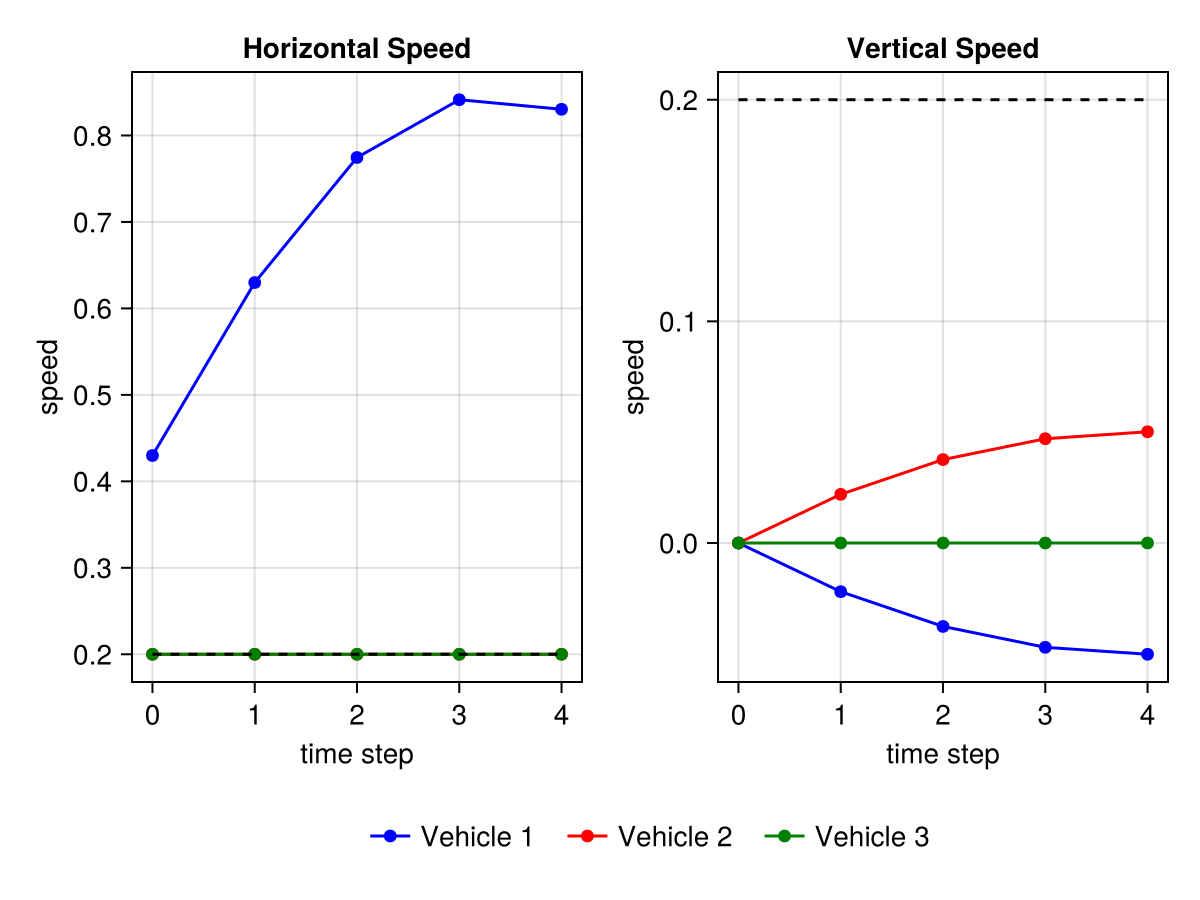 Horizontal Speed
speed
0.8
0.7
0.6
0.5
0.4
0.3
0.2
0 1 2 3 4
time step
Vertical Speed
speed
0.2
0.1
0.0
0 1 2 3 4
time step
Vehicle 1 Vehicle 2 Vehicle 3